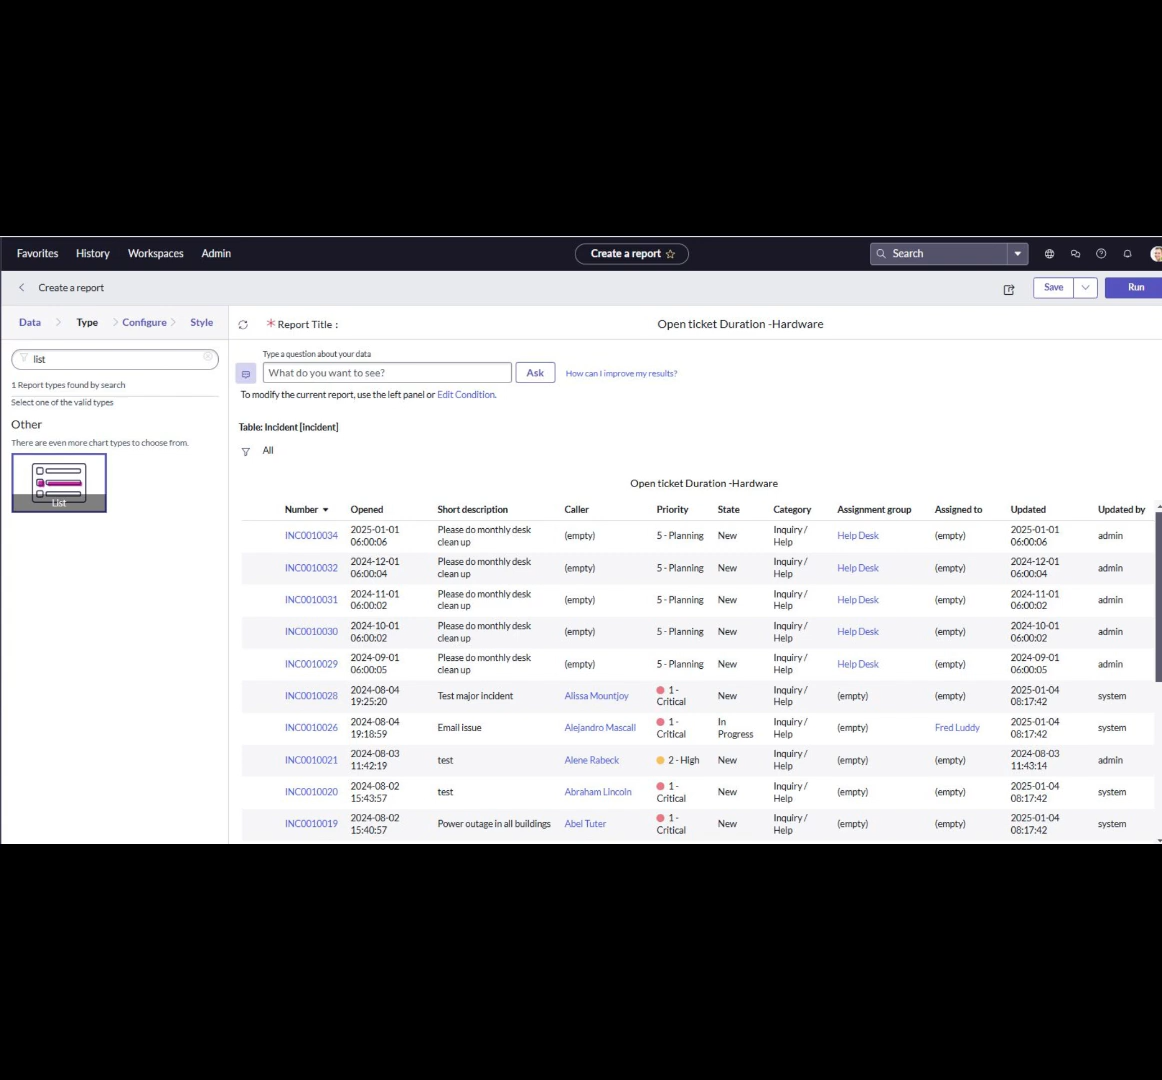 Favorites History Workspaces Admin Create a report Search
Create a report Save Run
Data Type Configure Style
Report Title : Open ticket Duration -Hardware
list
1 Report types found by search
Select one of the valid types
Other
There are even more chart types to choose from.
List
Type a question about your data
What do you want to see? Ask How can I improve my results?
To modify the current report, use the left panel or Edit Condition.
Table: Incident [incident]
All
Open ticket Duration -Hardware
Number Opened Short description Caller Priority State Category Assignment group Assigned to Updated Updated by
INC0010034 2025-01-01 06:00:06 Please do monthly desk clean up (empty) 5 - Planning New Inquiry / Help Help Desk (empty) 2025-01-01 06:00:06 admin
INC0010032 2024-12-01 06:00:04 Please do monthly desk clean up (empty) 5 - Planning New Inquiry / Help Help Desk (empty) 2024-12-01 06:00:04 admin
INC0010031 2024-11-01 06:00:02 Please do monthly desk clean up (empty) 5 - Planning New Inquiry / Help Help Desk (empty) 2024-11-01 06:00:02 admin
INC0010030 2024-10-01 06:00:02 Please do monthly desk clean up (empty) 5 - Planning New Inquiry / Help Help Desk (empty) 2024-10-01 06:00:02 admin
INC0010029 2024-09-01 06:00:05 Please do monthly desk clean up (empty) 5 - Planning New Inquiry / Help Help Desk (empty) 2024-09-01 06:00:05 admin
INC0010028 2024-08-04 19:25:20 Test major incident Alissa Mountjoy 1 - Critical New Inquiry / Help (empty) (empty) 2025-01-04 08:17:42 system
INC0010026 2024-08-04 19:18:59 Email issue Alejandro Mascall 1 - Critical In Progress Inquiry / Help (empty) Fred Luddy 2025-01-04 08:17:42 system
INC0010021 2024-08-03 11:42:19 test Alene Rabeck 2 - High New Inquiry / Help (empty) (empty) 2024-08-03 11:43:14 admin
INC0010020 2024-08-02 15:43:57 test Abraham Lincoln 1 - Critical New Inquiry / Help (empty) (empty) 2025-01-04 08:17:42 system
INC0010019 2024-08-02 15:40:57 Power outage in all buildings Abel Tuter 1 - Critical New Inquiry / Help (empty) (empty) 2025-01-04 08:17:42 system